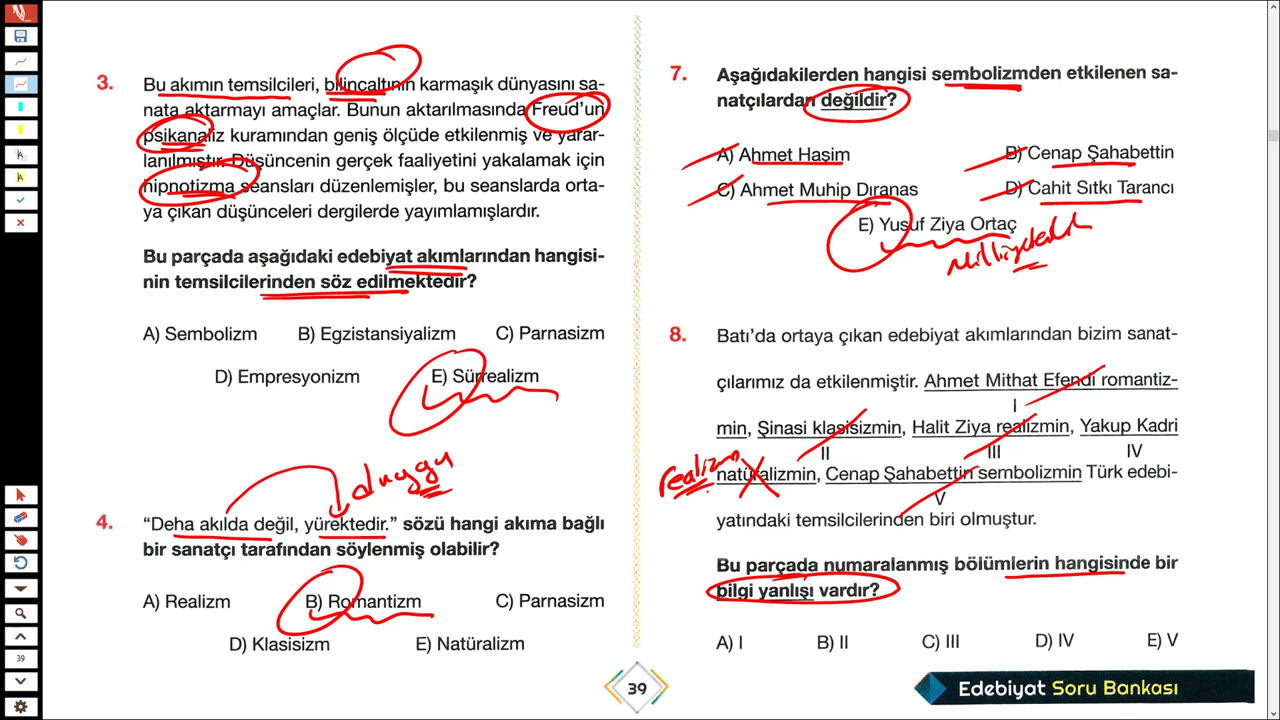 3.
Bu akımın temsilcileri, bilinçaltının karmaşık dünyasını sa-
nata aktarmayı amaçlar. Bunun aktarılmasında Freud’un
psikanaliz kuramından geniş ölçüde etkilenmiş ve yarar-
lanılmıştır. Düşüncenin gerçek faaliyetini yakalamak için
hipnotizma seansları düzenlemişler, bu seanslarda orta-
ya çıkan düşünceleri dergilerde yayımlamışlardır.
Bu parçada aşağıdaki edebiyat akımlarından hangisi-
nin temsilcilerinden söz edilmektedir?
A) Sembolizm B) Egzistansiyalizm C) Parnasizm
D) Empresyonizm E) Sürrealizm
duygu
4.
“Deha akılda değil, yürektedir.” sözü hangi akıma bağlı
bir sanatçı tarafından söylenmiş olabilir?
A) Realizm B) Romantizm C) Parnasizm
D) Klasisizm E) Natüralizm
7.
Aşağıdakilerden hangisi sembolizmden etkilenen sa-
natçılardan değildir?
A) Ahmet Haşim B) Cenap Şahabettin
C) Ahmet Muhip Dıranas D) Cahit Sıtkı Tarancı
E) Yusuf Ziya Ortaç
8.
Batı’da ortaya çıkan edebiyat akımlarından bizim sanat-
çılarımız da etkilenmiştir. Ahmet Mithat Efendi romantiz-
I
min, Şinasi klasisizmin, Halit Ziya realizmin, Yakup Kadri
II III IV
realizm
natüralizmin, Cenap Şahabettin sembolizmin Türk edebi-
V
yatındaki temsilcilerinden biri olmuştur.
Bu parçada numaralanmış bölümlerin hangisinde bir
bilgi yanlışı vardır?
A) I B) II C) III D) IV E) V
39
39
Edebiyat Soru Bankası